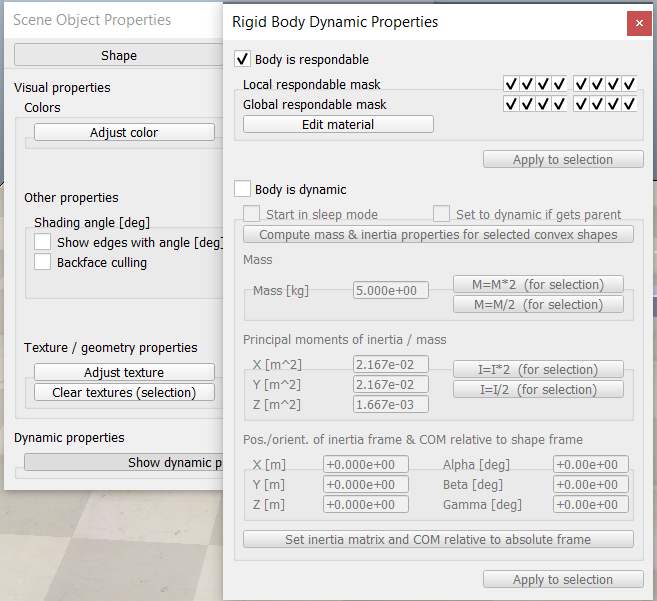 Scene Object Properties
Shape
Visual properties
Colors
Adjust color
Other properties
Shading angle [deg]
Show edges with angle [deg]
Backface culling
Texture / geometry properties
Adjust texture
Clear textures (selection)
Dynamic properties
Show dynamic p
Rigid Body Dynamic Properties
Body is respondable
Local respondable mask
Global respondable mask
Edit material
Apply to selection
Body is dynamic
Start in sleep mode Set to dynamic if gets parent
Compute mass & inertia properties for selected convex shapes
Mass
Mass [kg] 5.000e+00 M=M*2 (for selection)
M=M/2 (for selection)
Principal moments of inertia / mass
X [m^2] 2.167e-02 I=I*2 (for selection)
Y [m^2] 2.167e-02 I=I/2 (for selection)
Z [m^2] 1.667e-03
Pos./orient. of inertia frame & COM relative to shape frame
X [m] +0.000e+00 Alpha [deg] +0.00e+00
Y [m] +0.000e+00 Beta [deg] +0.00e+00
Z [m] +0.000e+00 Gamma [deg] +0.00e+00
Set inertia matrix and COM relative to absolute frame
Apply to selection